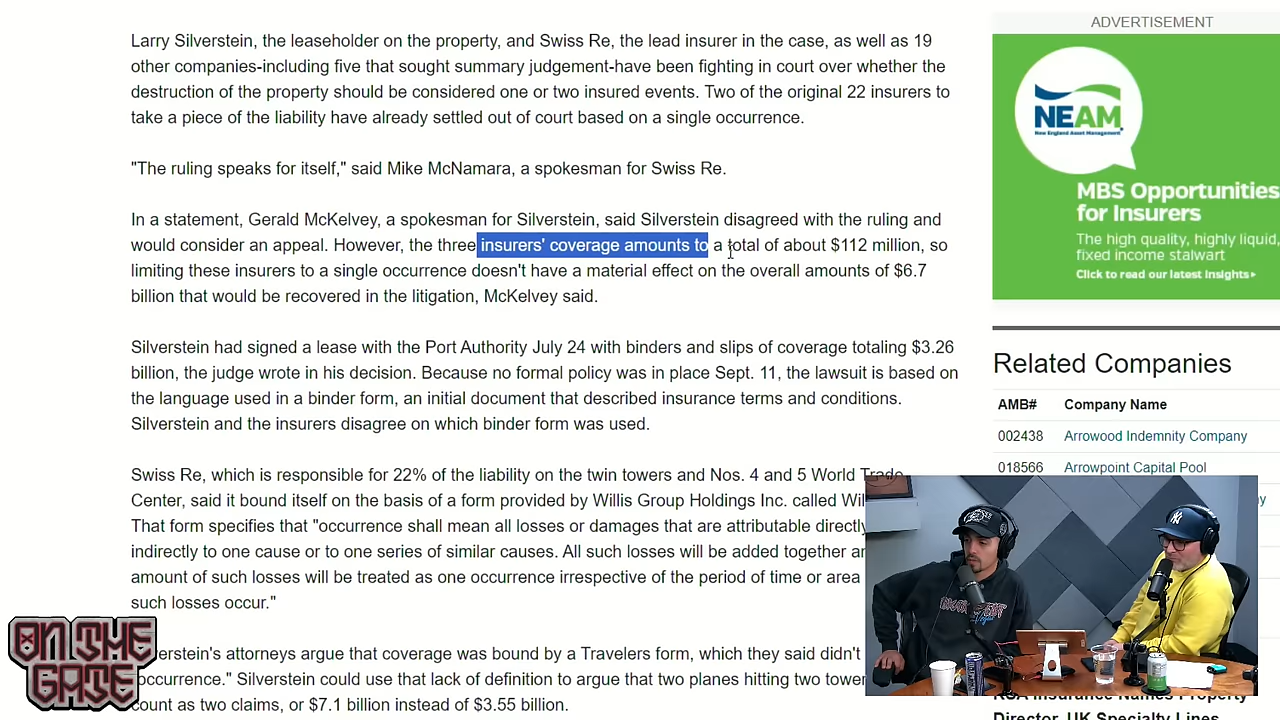 Larry Silverstein, the leaseholder on the property, and Swiss Re, the lead insurer in the case, as well as 19
other companies-including five that sought summary judgement-have been fighting in court over whether the
destruction of the property should be considered one or two insured events. Two of the original 22 insurers to
take a piece of the liability have already settled out of court based on a single occurrence.
"The ruling speaks for itself," said Mike McNamara, a spokesman for Swiss Re.
In a statement, Gerald McKelvey, a spokesman for Silverstein, said Silverstein disagreed with the ruling and
would consider an appeal. However, the three insurers' coverage amounts to a total of about $112 million, so
limiting these insurers to a single occurrence doesn't have a material effect on the overall amounts of $6.7
billion that would be recovered in the litigation, McKelvey said.
Silverstein had signed a lease with the Port Authority July 24 with binders and slips of coverage totaling $3.26
billion, the judge wrote in his decision. Because no formal policy was in place Sept. 11, the lawsuit is based on
the language used in a binder form, an initial document that described insurance terms and conditions.
Silverstein and the insurers disagree on which binder form was used.
Swiss Re, which is responsible for 22% of the liability on the twin towers and Nos. 4 and 5 World Trade
Center, said it bound itself on the basis of a form provided by Willis Group Holdings Inc. called
That form specifies that "occurrence shall mean all losses or damages that are attributable directly
indirectly to one cause or to one series of similar causes. All such losses will be added together
amount of such losses will be treated as one occurrence irrespective of the period of time or area
such losses occur."
attorneys argue that coverage was bound by a Travelers form, which they said didn't
occurrence." Silverstein could use that lack of definition to argue that two planes hitting two
count as two claims, or $7.1 billion instead of $3.55 billion.
ADVERTISEMENT
NEAM
New England Asset Management
MBS Opportunities
for Insurers
The high quality, highly liquid,
fixed income stalwart
Click to read our latest insights
Related Companies
AMB# Company Name
002438 Arrowood Indemnity Company
018566 Arrowpoint Capital Pool
Director, UK Specialty Lines
ON THE
GATE